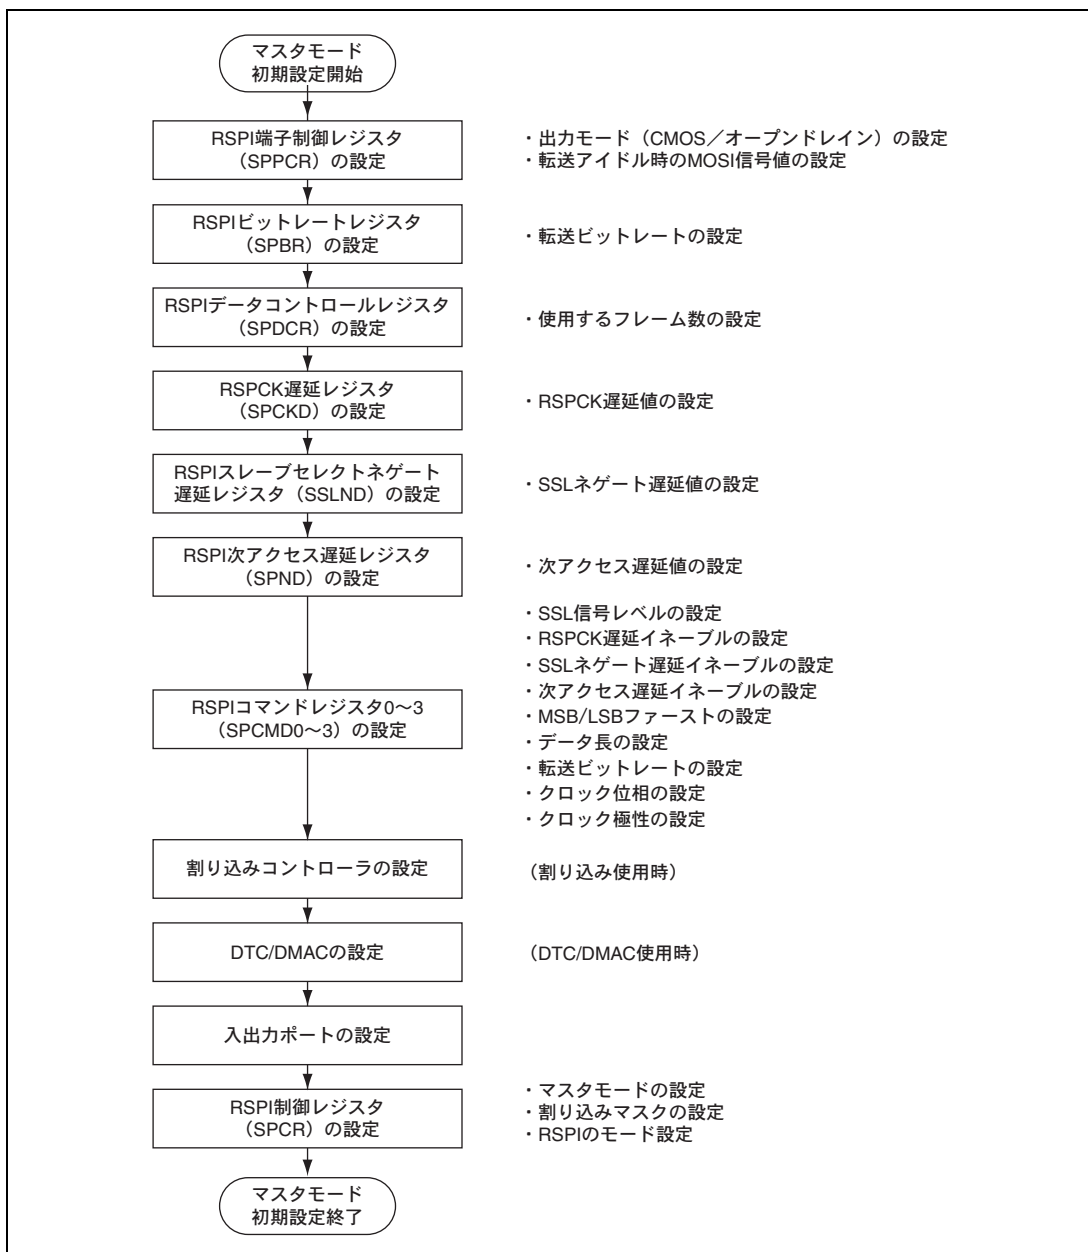 マスタモード
初期設定開始
RSPI端子制御レジスタ
（SPPCR）の設定
・出力モード（CMOS／オープンドレイン）の設定
・転送アイドル時のMOSI信号値の設定
RSPIビットレートレジスタ
（SPBR）の設定
・転送ビットレートの設定
RSPIデータコントロールレジスタ
（SPDCR）の設定
・使用するフレーム数の設定
RSPCK遅延レジスタ
（SPCKD）の設定
・RSPCK遅延値の設定
RSPIスレーブセレクトネゲート
遅延レジスタ（SSLND）の設定
・SSLネゲート遅延値の設定
RSPI次アクセス遅延レジスタ
（SPND）の設定
・次アクセス遅延値の設定
RSPIコマンドレジスタ0～3
（SPCMD0～3）の設定
・SSL信号レベルの設定
・RSPCK遅延イネーブルの設定
・SSLネゲート遅延イネーブルの設定
・次アクセス遅延イネーブルの設定
・MSB/LSBファーストの設定
・データ長の設定
・転送ビットレートの設定
・クロック位相の設定
・クロック極性の設定
割り込みコントローラの設定
（割り込み使用時）
DTC/DMACの設定
（DTC/DMAC使用時）
入出力ポートの設定
RSPI制御レジスタ
（SPCR）の設定
・マスタモードの設定
・割り込みマスクの設定
・RSPIのモード設定
マスタモード
初期設定終了